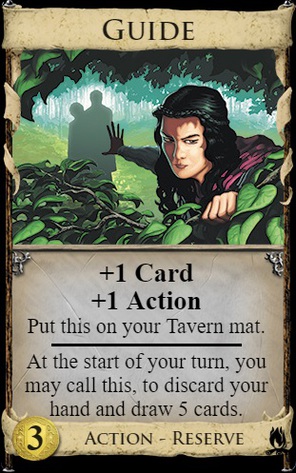 GUIDE
+1 Card
+1 Action
Put this on your Tavern mat.
At the start of your turn, you
may call this, to discard your
hand and draw 5 cards.
3 ACTION - RESERVE